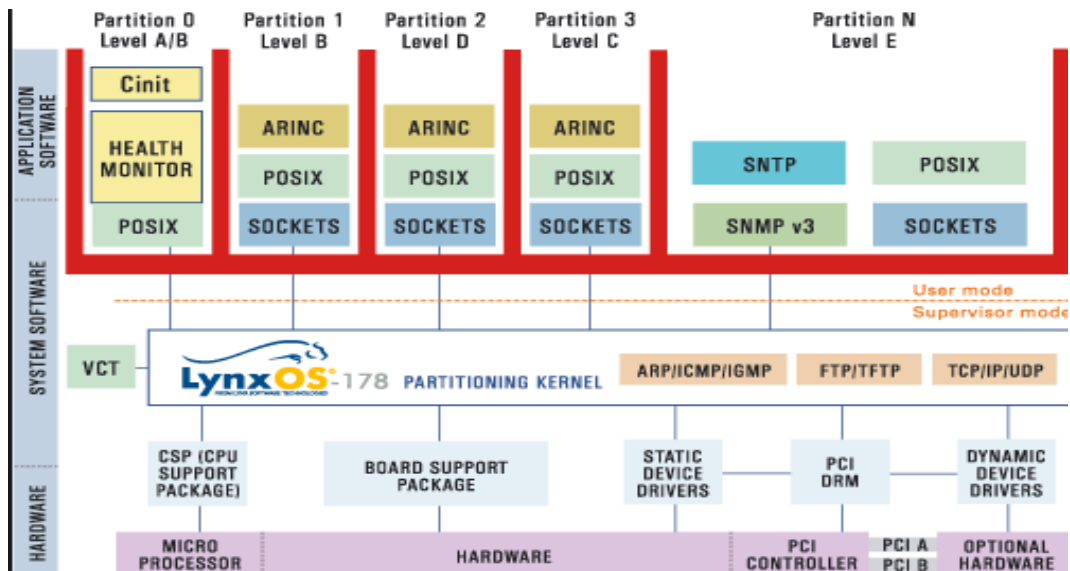 Partition 0
Level A/B
Partition 1
Level B
Partition 2
Level D
Partition 3
Level C
Partition N
Level E
APPLICATION
SOFTWARE
Cinit
HEALTH
MONITOR
POSIX
ARINC
POSIX
SOCKETS
ARINC
POSIX
SOCKETS
ARINC
POSIX
SOCKETS
SNTP
POSIX
SNMP v3
SOCKETS
SYSTEM SOFTWARE
User mode
Supervisor mode
VCT
LynxOS®-178 PARTITIONING KERNEL
FROM LYNX SOFTWARE TECHNOLOGIES
ARP/ICMP/IGMP
FTP/TFTP
TCP/IP/UDP
CSP (CPU
SUPPORT
PACKAGE)
BOARD SUPPORT
PACKAGE
STATIC
DEVICE
DRIVERS
PCI
DRM
DYNAMIC
DEVICE
DRIVERS
HARDWARE
MICRO
PROCESSOR
HARDWARE
PCI
CONTROLLER
PCI A
PCI B
OPTIONAL
HARDWARE